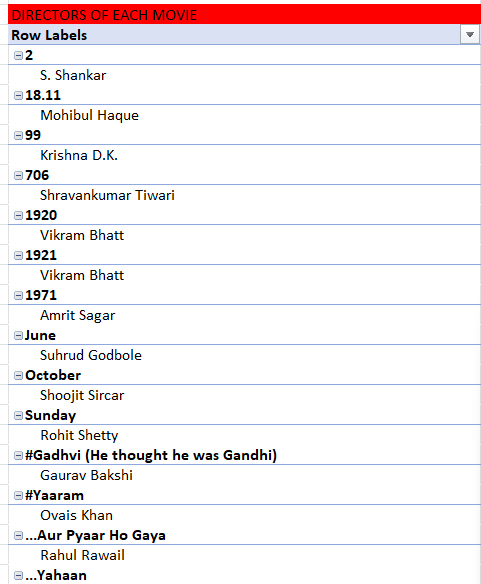 DIRECTORS OF EACH MOVIE
Row Labels
2
S. Shankar
18.11
Mohibul Haque
99
Krishna D.K.
706
Shravankumar Tiwari
1920
Vikram Bhatt
1921
Vikram Bhatt
1971
Amrit Sagar
June
Suhrud Godbole
October
Shoojit Sircar
Sunday
Rohit Shetty
#Gadhvi (He thought he was Gandhi)
Gaurav Bakshi
#Yaaram
Ovais Khan
...Aur Pyaar Ho Gaya
Rahul Rawail
...Yahaan